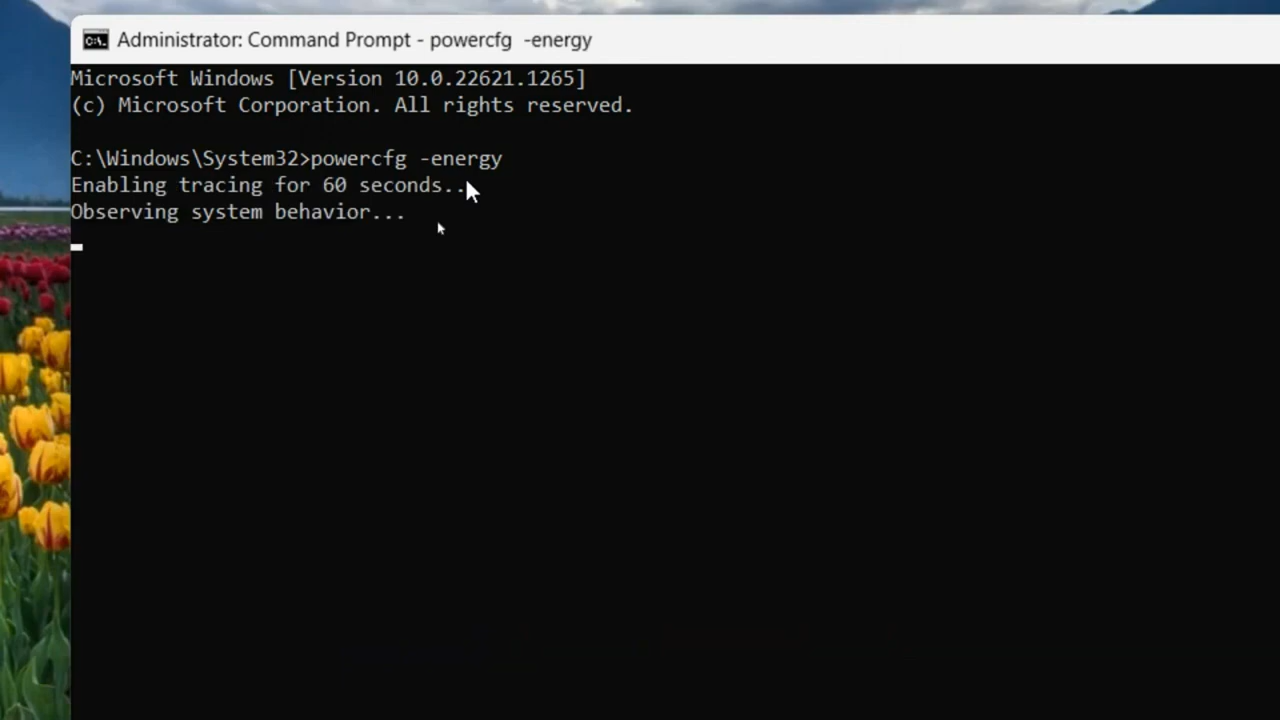 Administrator: Command Prompt - powercfg  -energy
Microsoft Windows [Version 10.0.22621.1265]
(c) Microsoft Corporation. All rights reserved.
C:\Windows\System32>powercfg -energy
Enabling tracing for 60 seconds...
Observing system behavior...